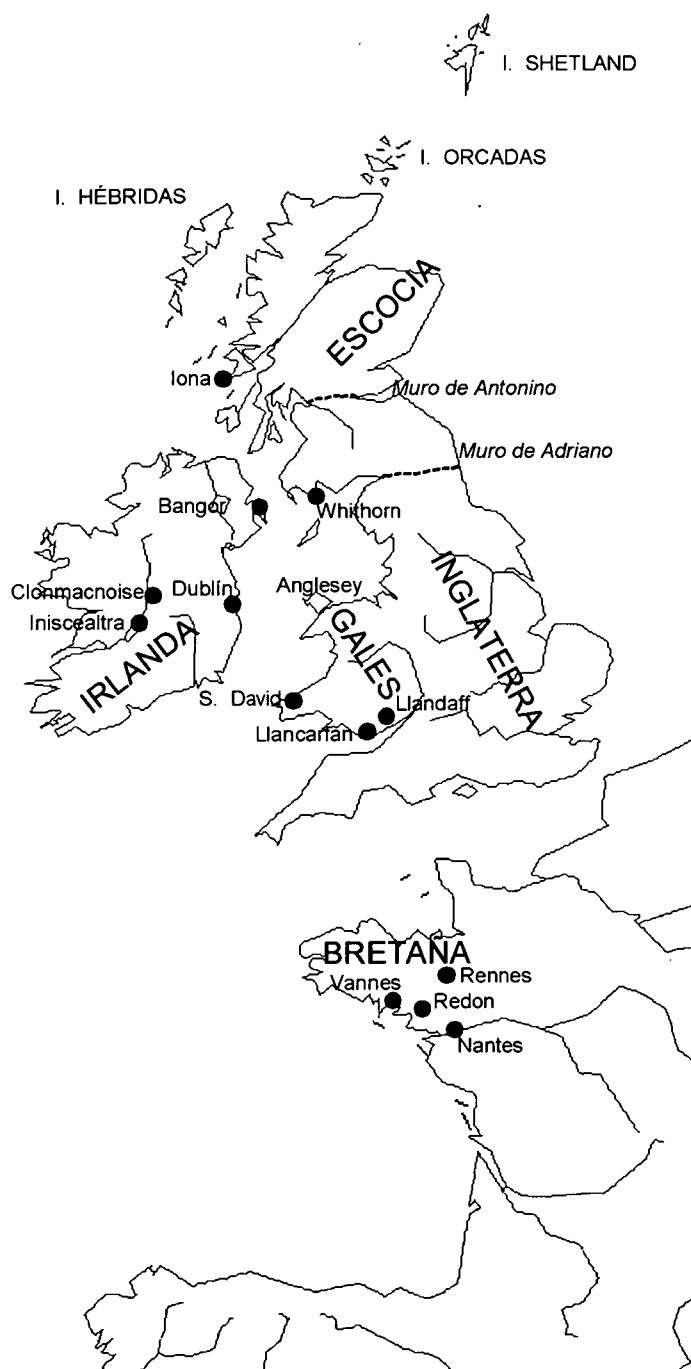 I. SHETLAND
I. ORCADAS
I. HÉBRIDAS
ESCOCIA
Iona
Muro de Antonino
Muro de Adriano
Bangor
Whithorn
Clonmacnoise
Dublín
Anglesey
Iniscealtra
INGLATERRA
GALES
IRLANDA
S. David
Llandaff
Llancarfan
BRETAÑA
Rennes
Vannes
Redon
Nantes